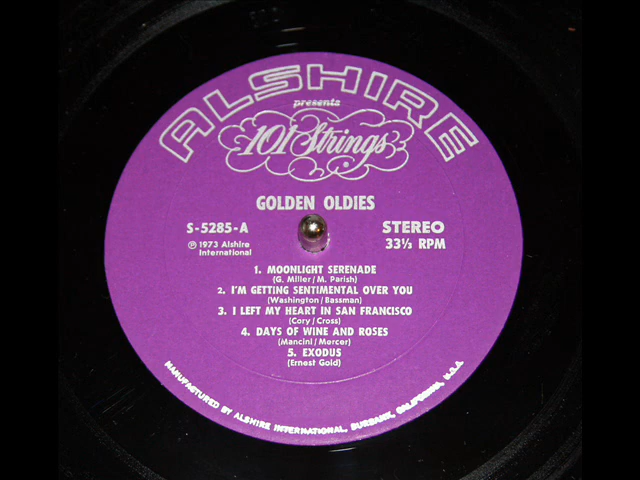 ALSHIRE
presents
101 Strings
GOLDEN OLDIES
S-5285-A
STEREO
℗ 1973 Alshire
International
33⅓ RPM
1. MOONLIGHT SERENADE
(G. Miller/M. Parish)
2. I'M GETTING SENTIMENTAL OVER YOU
(Washington/Bassman)
3. I LEFT MY HEART IN SAN FRANCISCO
(Cory/Cross)
4. DAYS OF WINE AND ROSES
(Mancini/Mercer)
5. EXODUS
(Ernest Gold)
MANUFACTURED BY ALSHIRE INTERNATIONAL, BURBANK, CALIFORNIA, U.S.A.